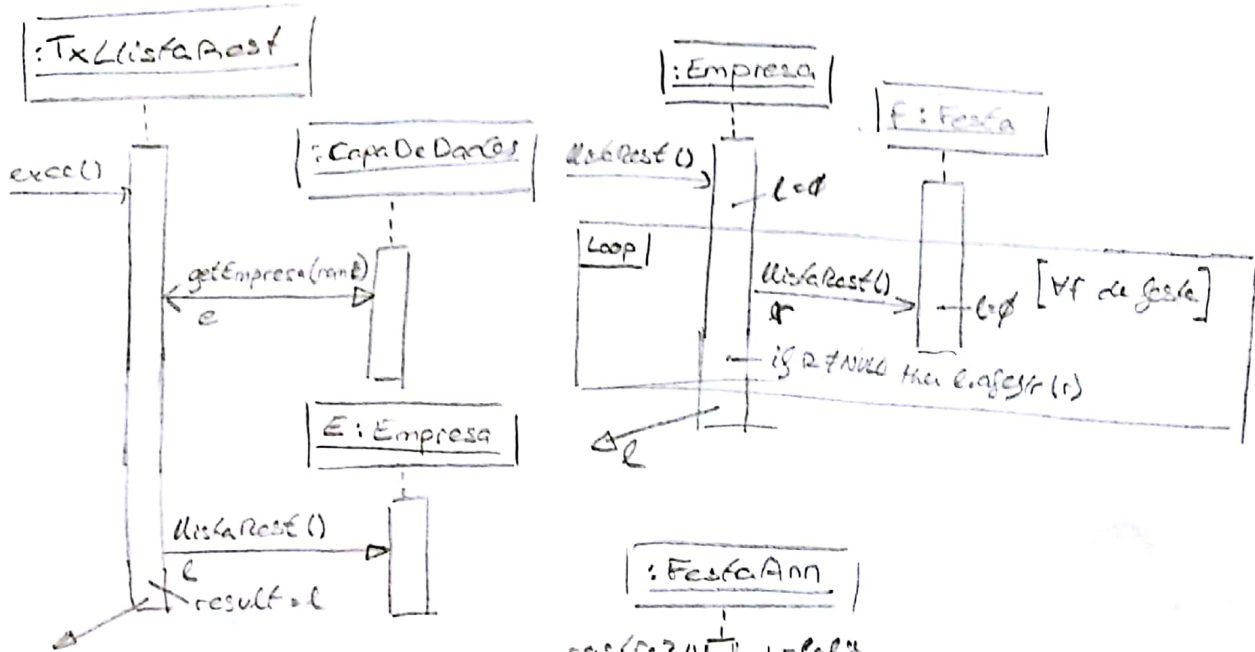 :TxLlistaRest
exec()
:CapaDeDades
getEmpresa(nomE)
e
E:Empresa
llistaRest()
l
result=l
:Empresa
f:Festa
llistaRest()
l=ø
Loop
llistaRest()
r
l=ø
[∀f de festa]
if R≠NULL then l.afegir(r)
l
:FestaAnn